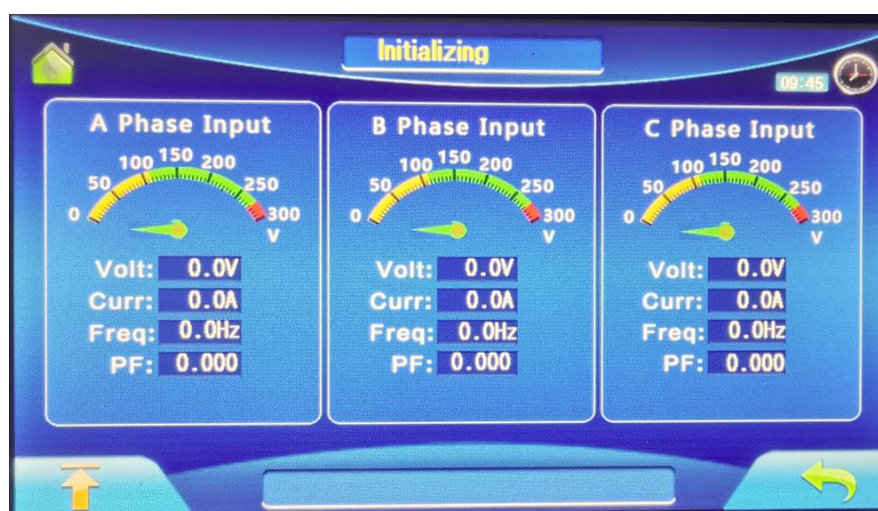 Initializing
09:45
A Phase Input
0 50 100 150 200 250 300
V
Volt: 0.0V
Curr: 0.0A
Freq: 0.0Hz
PF: 0.000
B Phase Input
0 50 100 150 200 250 300
V
Volt: 0.0V
Curr: 0.0A
Freq: 0.0Hz
PF: 0.000
C Phase Input
0 50 100 150 200 250 300
V
Volt: 0.0V
Curr: 0.0A
Freq: 0.0Hz
PF: 0.000